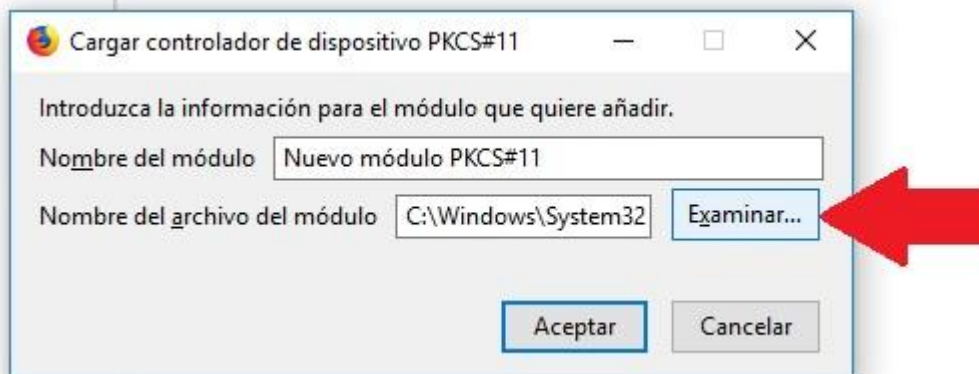 Cargar controlador de dispositivo PKCS#11
Introduzca la información para el módulo que quiere añadir.
Nombre del módulo Nuevo módulo PKCS#11
Nombre del archivo del módulo C:\Windows\System32 Examinar...
Aceptar Cancelar